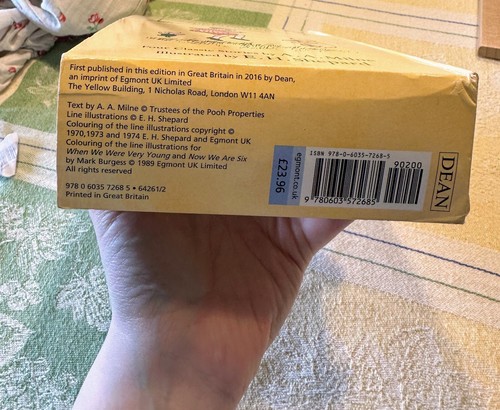 First published in this edition in Great Britain in 2016 by Dean,
an imprint of Egmont UK Limited
The Yellow Building, 1 Nicholas Road, London W11 4AN
Text by A. A. Milne © Trustees of the Pooh Properties
Line illustrations © E. H. Shepard
Colouring of the line illustrations copyright ©
1970,1973 and 1974 E. H. Shepard and Egmont UK
Colouring of the line illustrations for
When We Were Very Young and Now We Are Six
by Mark Burgess © 1989 Egmont UK Limited
All rights reserved
978 0 6035 7268 5 • 64261/2
Printed in Great Britain
egmont.co.uk
£23.96
ISBN 978-0-6035-7268-5
90200
9 780603 572685
DEAN